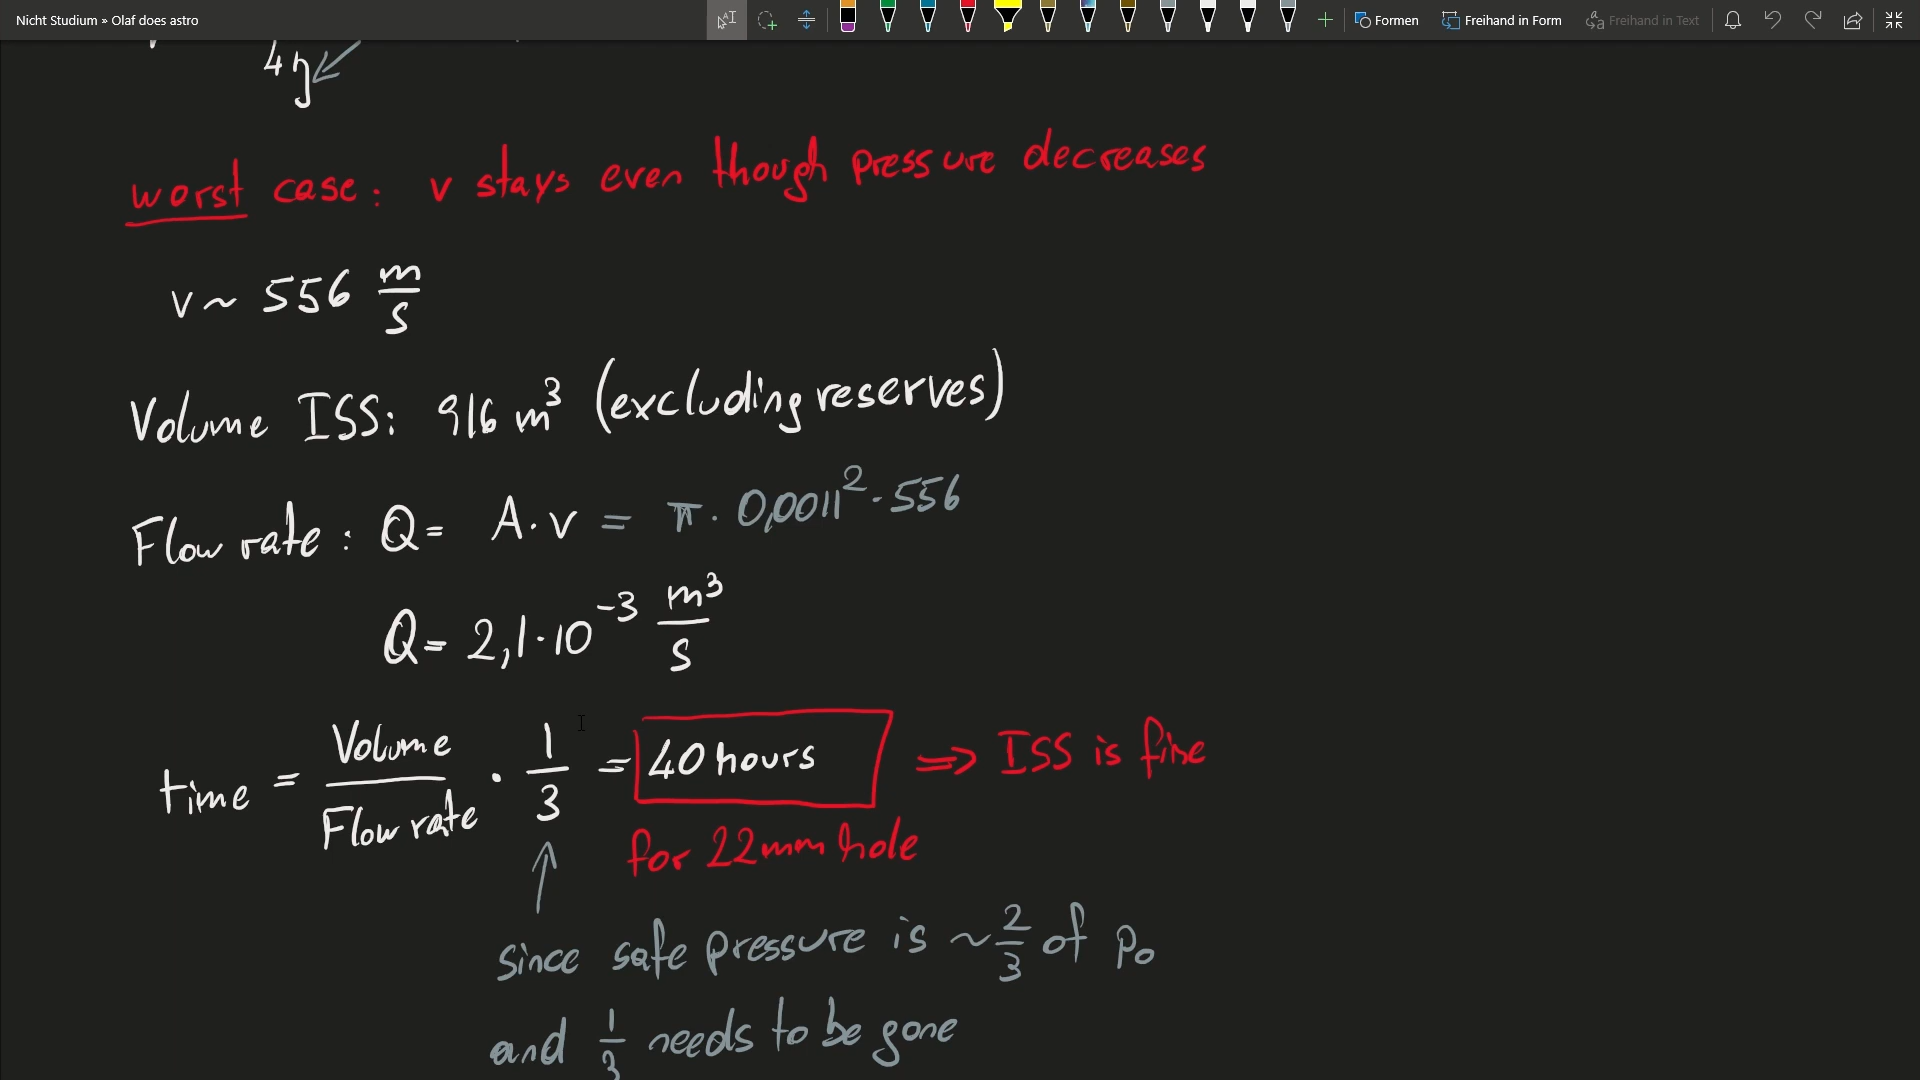 Nicht Studium » Olaf does astro
Formen Freihand in Form Freihand in Text
4η
worst case: v stays even though pressure decreases
v ~ 556 m/s
Volume ISS: 916 m³ (excluding reserves)
Flow rate: Q = A · v = π · 0,0011² · 556
Q = 2,1 · 10⁻³ m³/s
time = Volume/Flow rate · 1/3 = 40 hours ⇒ ISS is fine
for 22mm hole
since safe pressure is ~ 2/3 of p₀
and 1/3 needs to be gone